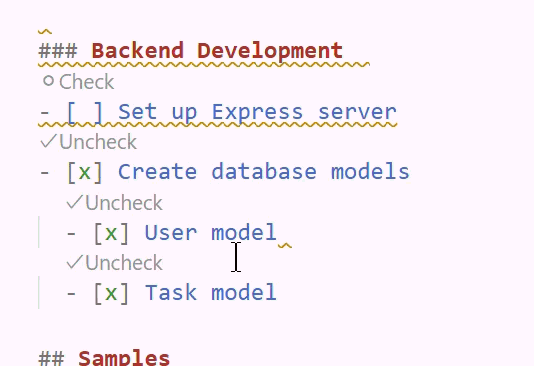 ### Backend Development
Check
- [ ] Set up Express server
Uncheck
- [x] Create database models
Uncheck
- [x] User model
Uncheck
- [x] Task model
## Samples